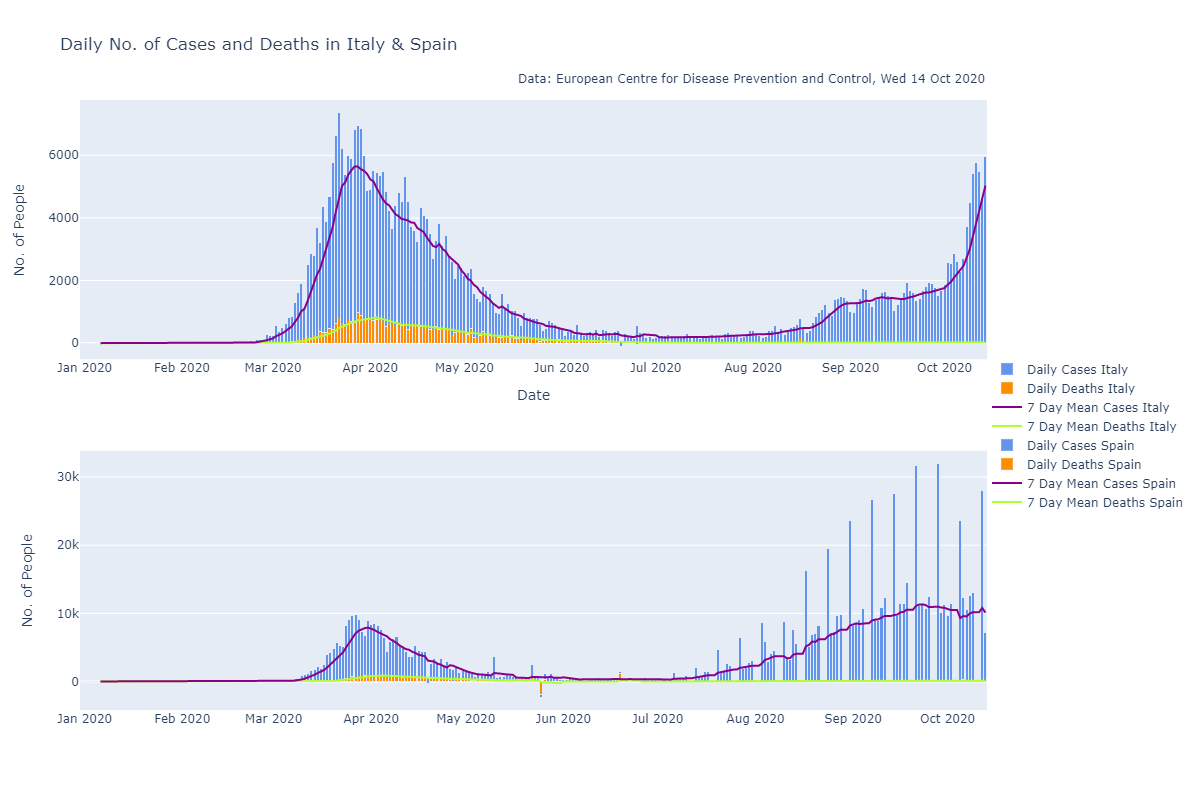 Daily No. of Cases and Deaths in Italy & Spain
Data: European Centre for Disease Prevention and Control, Wed 14 Oct 2020
No. of People
6000
4000
2000
0
Jan 2020 Feb 2020 Mar 2020 Apr 2020 May 2020 Jun 2020 Jul 2020 Aug 2020 Sep 2020 Oct 2020
Date
Daily Cases Italy
Daily Deaths Italy
7 Day Mean Cases Italy
7 Day Mean Deaths Italy
Daily Cases Spain
Daily Deaths Spain
7 Day Mean Cases Spain
7 Day Mean Deaths Spain
No. of People
30k
20k
10k
0
Jan 2020 Feb 2020 Mar 2020 Apr 2020 May 2020 Jun 2020 Jul 2020 Aug 2020 Sep 2020 Oct 2020